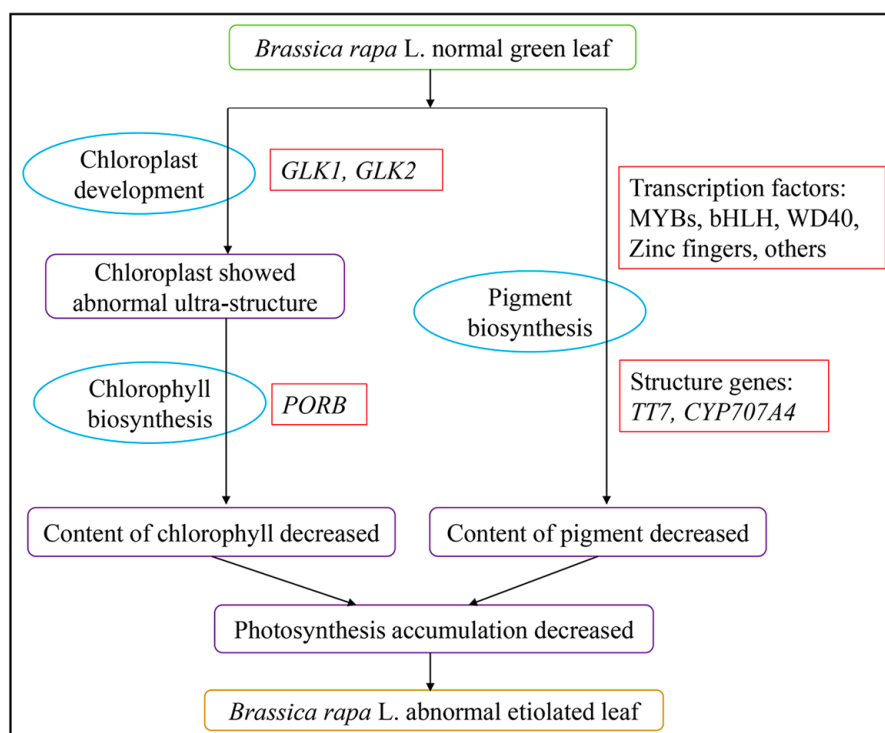 Brassica rapa L. normal green leaf
Chloroplast
development
GLK1, GLK2
Transcription factors:
MYBs, bHLH, WD40,
Zinc fingers, others
Chloroplast showed
abnormal ultra-structure
Pigment
biosynthesis
Chlorophyll
biosynthesis
PORB
Structure genes:
TT7, CYP707A4
Content of chlorophyll decreased
Content of pigment decreased
Photosynthesis accumulation decreased
Brassica rapa L. abnormal etiolated leaf